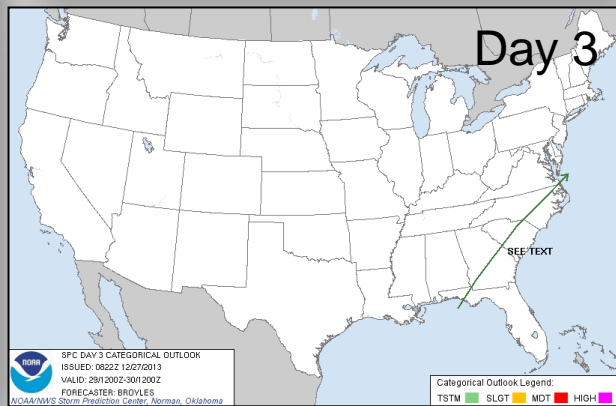 Day 3
SEE TEXT
NOAA
SPC DAY 3 CATEGORICAL OUTLOOK
ISSUED: 0822Z 12/27/2013
VALID: 29/1200Z-30/1200Z
FORECASTER: BROYLES
NOAA/NWS Storm Prediction Center, Norman, Oklahoma
Categorical Outlook Legend:
TSTM SLGT MDT HIGH